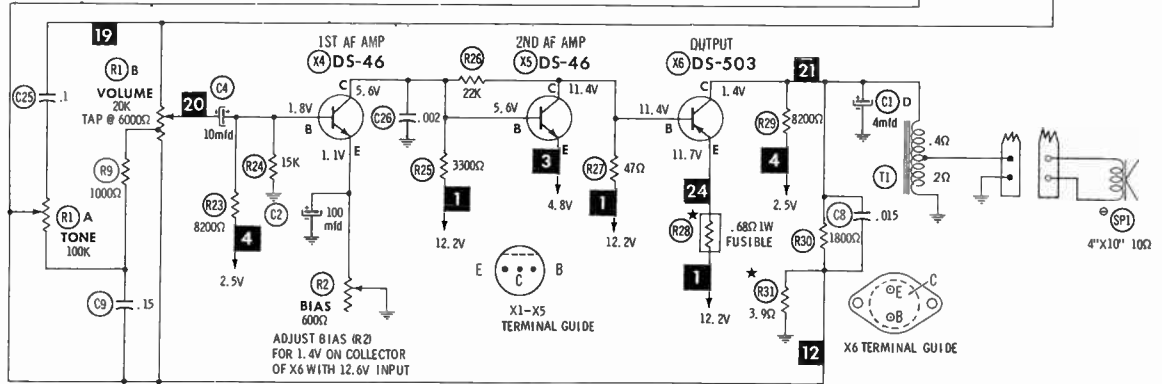 19
1ST AF AMP
X4 DS-46
R26
22K
2ND AF AMP
X5 DS-46
OUTPUT
X6 DS-503
21
C25 .1
R1 B
VOLUME
20K
TAP @ 6000Ω
20
C4
10mfd
1.8V
B
C
5.6V
E
1.1V
C26 .002
5.6V
B
C
11.4V
E
11.4V
B
C
1.4V
E
11.7V
R29
8200Ω
C1 D
4mfd
.4Ω
.2Ω
T1
R9
1000Ω
R24 15K
R23
8200Ω
C2
100
mfd
R25
3300Ω
1
12.2V
3
4.8V
R27 47Ω
1
12.2V
24
★
R28
.68Ω 1W
FUSIBLE
1
12.2V
4
2.5V
C8 .015
R30
1800Ω
SP1
4"X10" 10Ω
R1 A
TONE
100K
4
2.5V
C9 .15
R2
BIAS
600Ω
ADJUST BIAS (R2)
FOR 1.4V ON COLLECTOR
OF X6 WITH 12.6V INPUT
E C B
X1-X5
TERMINAL GUIDE
★
R31
3.9Ω
12
E
B
C
X6 TERMINAL GUIDE